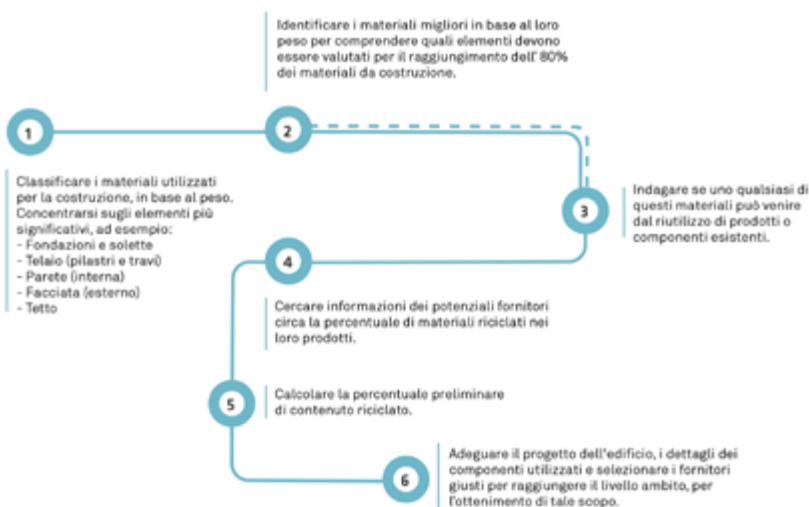 Identificare i materiali migliori in base al loro
peso per comprendere quali elementi devono
essere valutati per il raggiungimento dell' 80%
dei materiali da costruzione.
1
2
Classificare i materiali utilizzati
per la costruzione, in base al peso.
Concentrarsi sugli elementi più
significativi, ad esempio:
- Fondazioni e solette
- Telaio (pilastri e travi)
- Parete (interna)
- Facciata (esterno)
- Tetto
3
Indagare se uno qualsiasi di
questi materiali può venire
dal riutilizzo di prodotti o
componenti esistenti.
4
Cercare informazioni dei potenziali fornitori
circa la percentuale di materiali riciclati nei
loro prodotti.
5
Calcolare la percentuale preliminare
di contenuto riciclato.
6
Adeguare il progetto dell'edificio, i dettagli dei
componenti utilizzati e selezionare i fornitori
giusti per raggiungere il livello ambito, per
l'ottenimento di tale scopo.